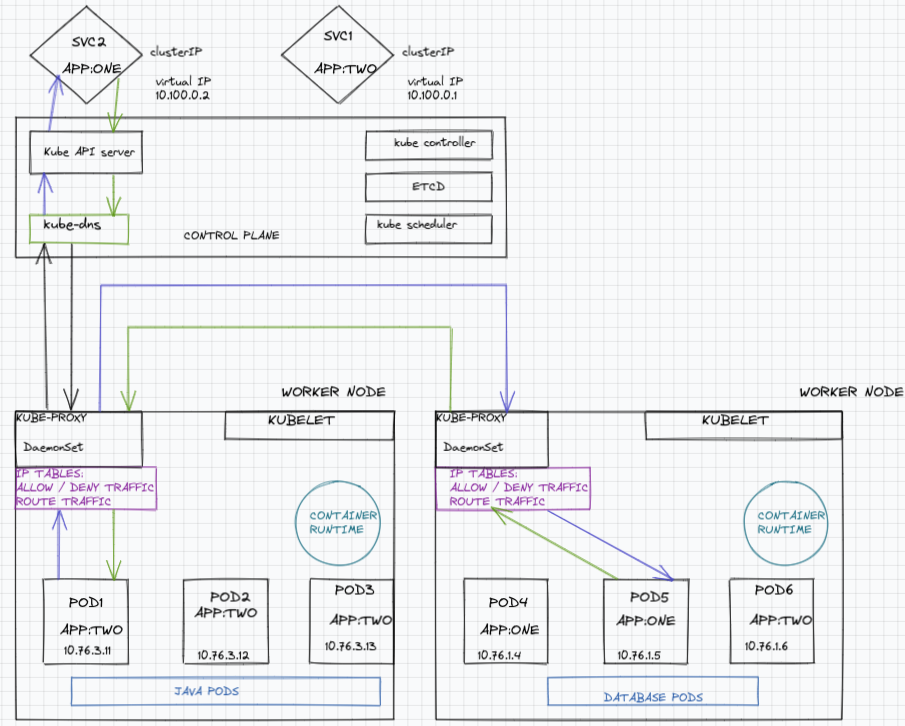 SVC2
APP:ONE
clusterIP
virtual IP
10.100.0.2
SVC1
APP:TWO
clusterIP
virtual IP
10.100.0.1
Kube API server
kube-dns
CONTROL PLANE
kube controller
ETCD
kube scheduler
WORKER NODE
KUBE-PROXY
DaemonSet
KUBELET
IP TABLES:
ALLOW / DENY TRAFFIC
ROUTE TRAFFIC
CONTAINER
RUNTIME
POD1
APP:TWO
10.76.3.11
POD2
APP:TWO
10.76.3.12
POD3
APP:TWO
10.76.3.13
JAVA PODS
WORKER NODE
KUBE-PROXY
DaemonSet
KUBELET
IP TABLES:
ALLOW / DENY TRAFFIC
ROUTE TRAFFIC
CONTAINER
RUNTIME
POD4
APP:ONE
10.76.1.4
POD5
APP:ONE
10.76.1.5
POD6
APP:TWO
10.76.1.6
DATABASE PODS